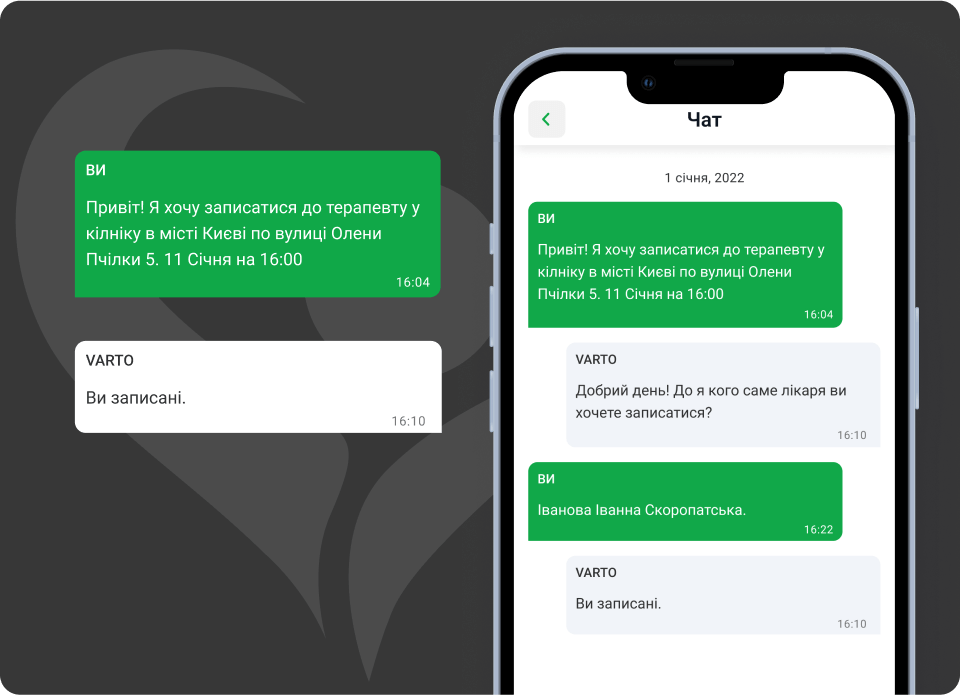 ВИ
Привіт! Я хочу записатися до терапевту у
кілніку в місті Києві по вулиці Олени
Пчілки 5. 11 Січня на 16:00
16:04
VARTO
Ви записані.
16:10
Чат
1 січня, 2022
ВИ
Привіт! Я хочу записатися до терапевту у
кілніку в місті Києві по вулиці Олени
Пчілки 5. 11 Січня на 16:00
16:04
VARTO
Добрий день! До я кого саме лікаря ви
хочете записатися?
16:10
ВИ
Іванова Іванна Скоропатська.
16:22
VARTO
Ви записані.
16:10